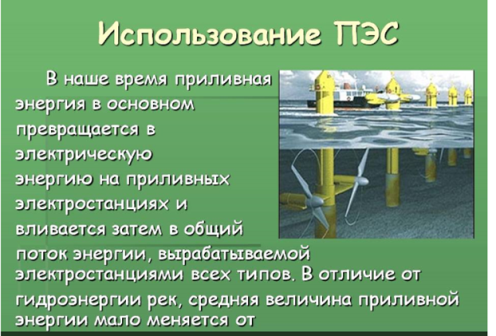 Использование ПЭС
В наше время приливная
энергия в основном
превращается в
электрическую
энергию на приливных
электростанциях и
вливается затем в общий
поток энергии, вырабатываемой
электростанциями всех типов. В отличие от
гидроэнергии рек, средняя величина приливной
энергии мало меняется от